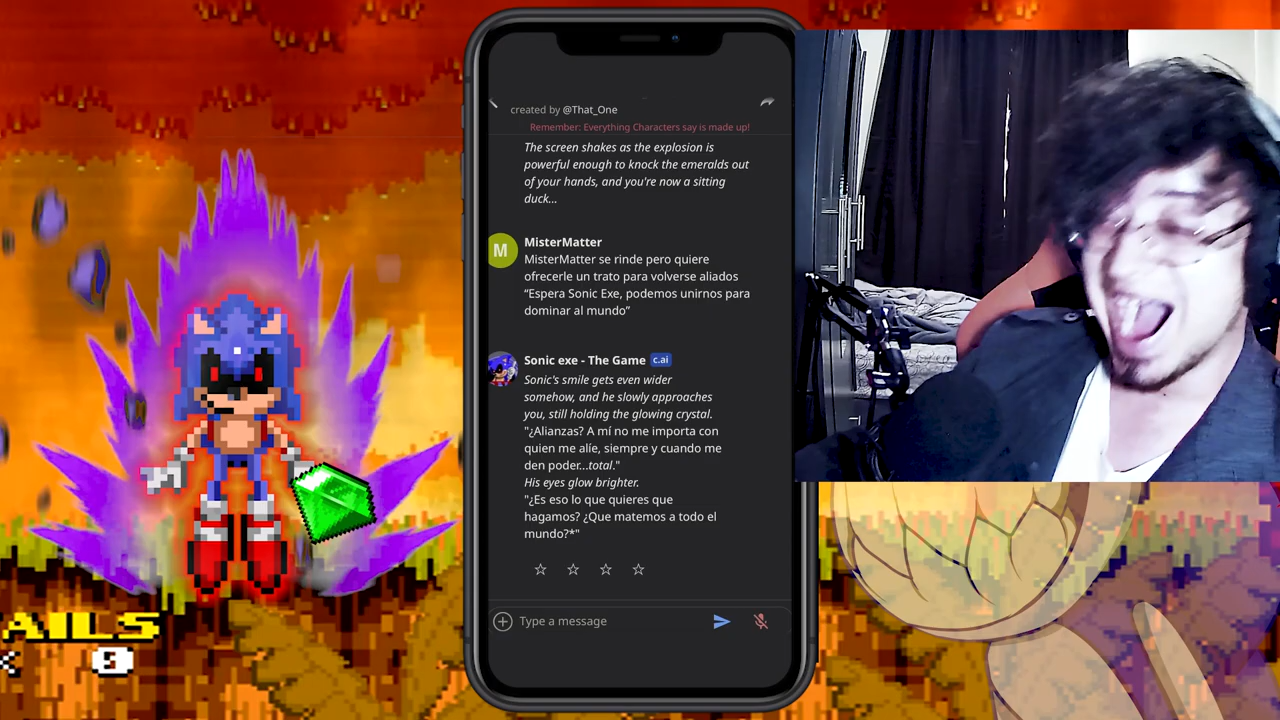 created by @That_One
Remember: Everything Characters say is made up!
The screen shakes as the explosion is
powerful enough to knock the emeralds out
of your hands, and you're now a sitting
duck...
M
MisterMatter
MisterMatter se rinde pero quiere
ofrecerle un trato para volverse aliados
“Espera Sonic Exe, podemos unirnos para
dominar al mundo”
Sonic exe - The Game c.ai
Sonic's smile gets even wider
somehow, and he slowly approaches
you, still holding the glowing crystal.
"¿Alianzas? A mí no me importa con
quien me alíe, siempre y cuando me
den poder...total."
His eyes glow brighter.
"¿Es eso lo que quieres que
hagamos? ¿Que matemos a todo el
mundo?*"
Type a message
AILS